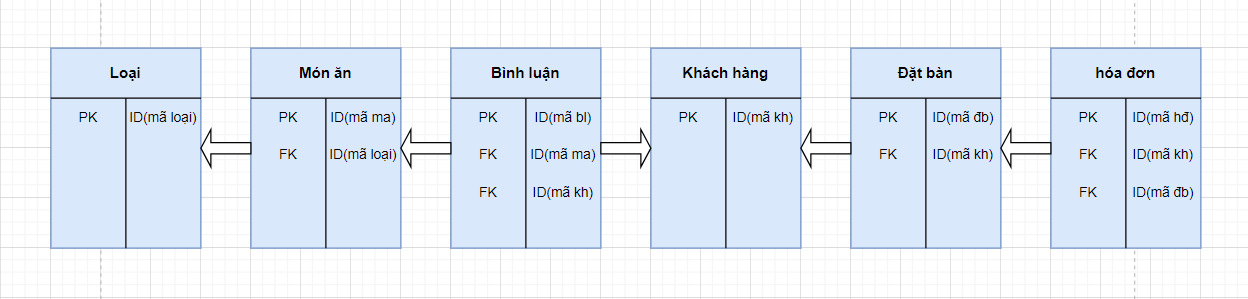 Loại
PK ID(mã loại)
Món ăn
PK ID(mã ma)
FK ID(mã loại)
Bình luận
PK ID(mã bl)
FK ID(mã ma)
FK ID(mã kh)
Khách hàng
PK ID(mã kh)
Đặt bàn
PK ID(mã đb)
FK ID(mã kh)
hóa đơn
PK ID(mã hđ)
FK ID(mã kh)
FK ID(mã đb)